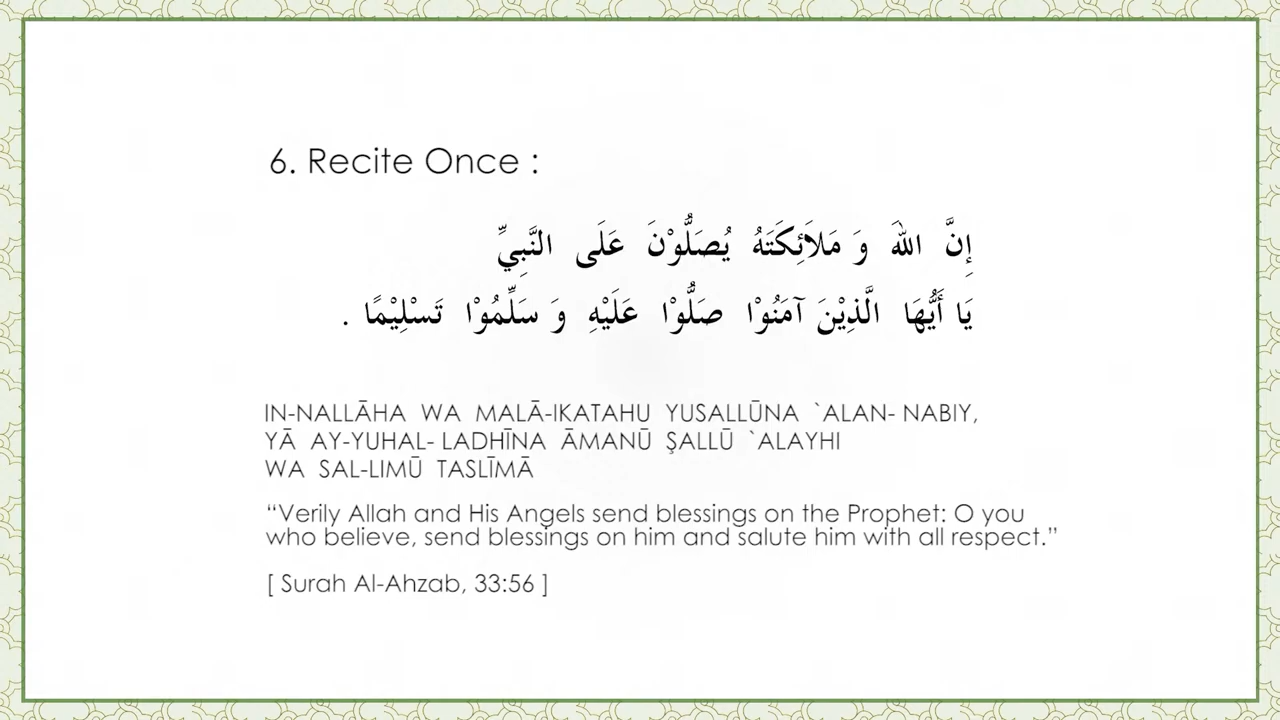 6. Recite Once :
إِنَّ اللهَ وَ مَلاَئِكَتَهُ يُصَلُّوْنَ عَلَى النَّبِيِّ
يَا أَيُّهَا الَّذِيْنَ آمَنُوْا صَلُّوْا عَلَيْهِ وَ سَلِّمُوْا تَسْلِيْمًا .
IN-NALLĀHA WA MALĀ-IKATAHU YUSALLŪNA `ALAN- NABIY,
YĀ AY-YUHAL- LADHĪNA ĀMANŪ ŞALLŪ `ALAYHI
WA SAL-LIMŪ TASLĪMĀ
“Verily Allah and His Angels send blessings on the Prophet: O you
who believe, send blessings on him and salute him with all respect.”
[ Surah Al-Ahzab, 33:56 ]